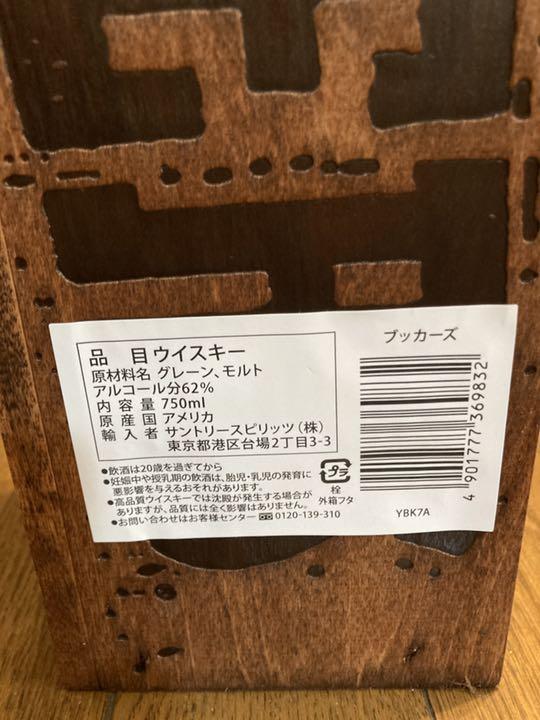 品 目 ウイスキー
原材料名 グレーン、モルト
アルコール分62%
内 容 量 750ml
原 産 国 アメリカ
輸 入 者 サントリースピリッツ(株)
東京都港区台場2丁目3-3
●飲酒は20歳を過ぎてから
●妊娠中や授乳期の飲酒は、胎児・乳児の発育に
悪影響を与えるおそれがあります。
●高品質ウイスキーでは沈殿が発生する場合が
ありますが、品質には全く影響はありません。
●お問い合わせはお客様センター 0120-139-310
プラ
栓
外箱フタ
ブッカーズ
4 901777 369832
YBK7A